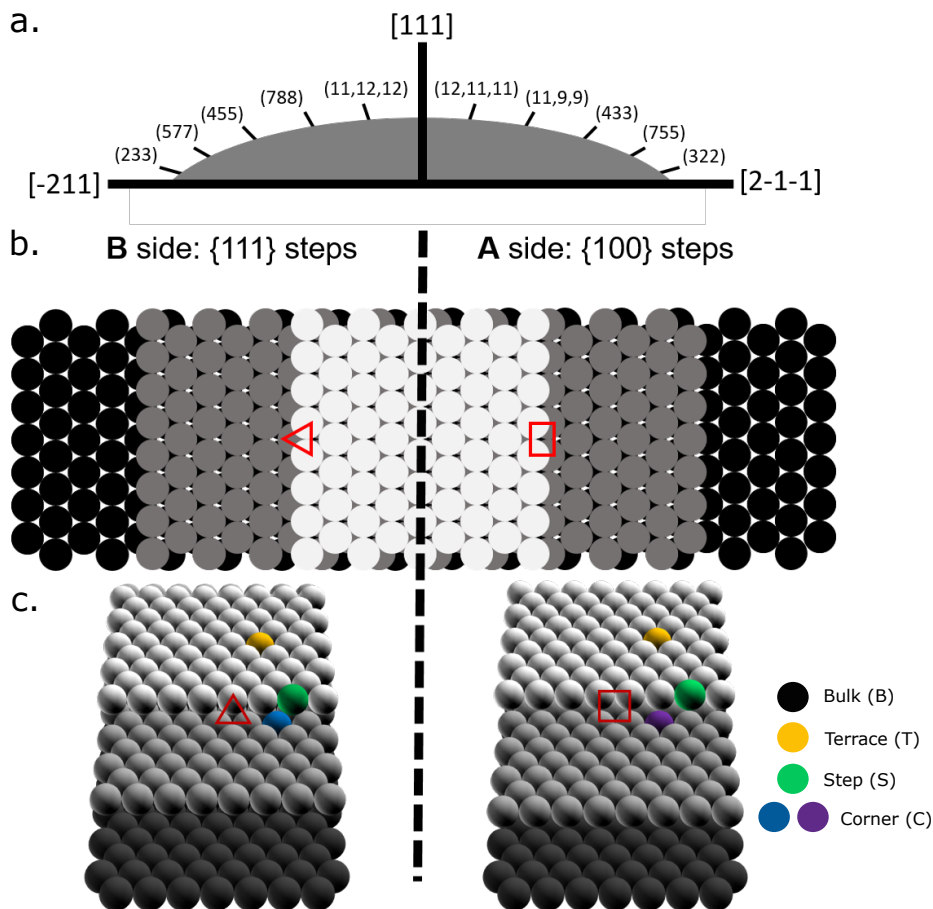 a.
[111]
(11,12,12)
(12,11,11)
(788)
(11,9,9)
(455)
(433)
(577)
(755)
(233)
(322)
[-211]
[2-1-1]
b.
B side: {111} steps
A side: {100} steps
c.
Bulk (B)
Terrace (T)
Step (S)
Corner (C)